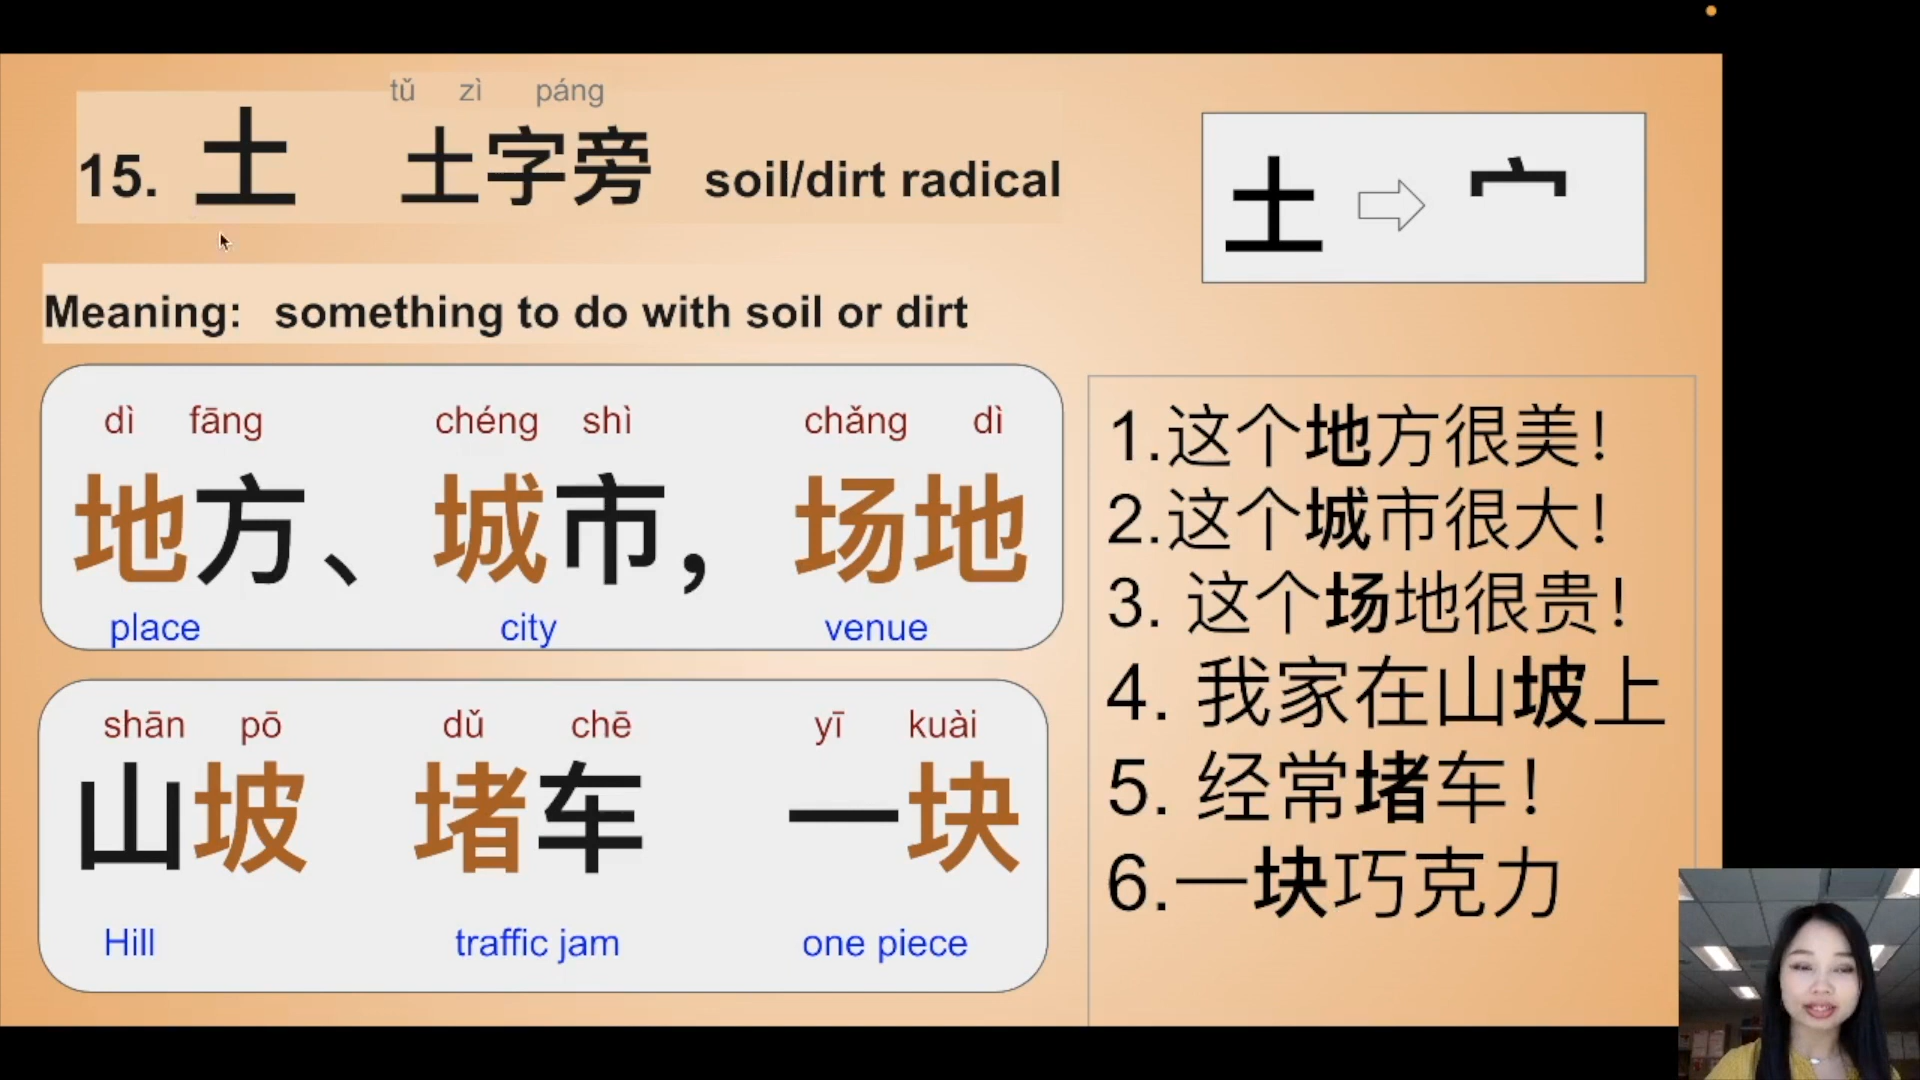 tǔ zì páng
15. 土 土字旁 soil/dirt radical
土 宀
Meaning: something to do with soil or dirt
dì fāng chéng shì chǎng dì
地方、 城市， 场地
place city venue
shān pō dǔ chē yī kuài
山坡 堵车 一块
Hill traffic jam one piece
1.这个地方很美！
2.这个城市很大！
3. 这个场地很贵！
4. 我家在山坡上
5. 经常堵车！
6.一块巧克力